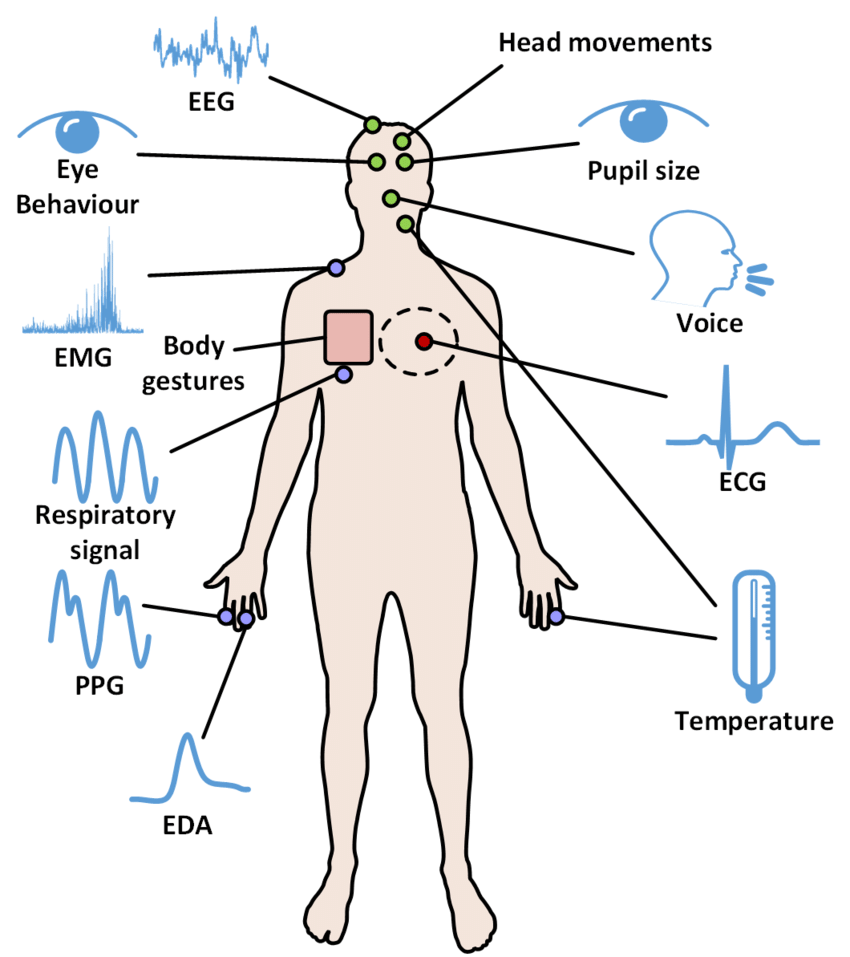 Head movements
EEG
Eye
Behaviour
Pupil size
Voice
EMG
Body
gestures
ECG
Respiratory
signal
PPG
Temperature
EDA